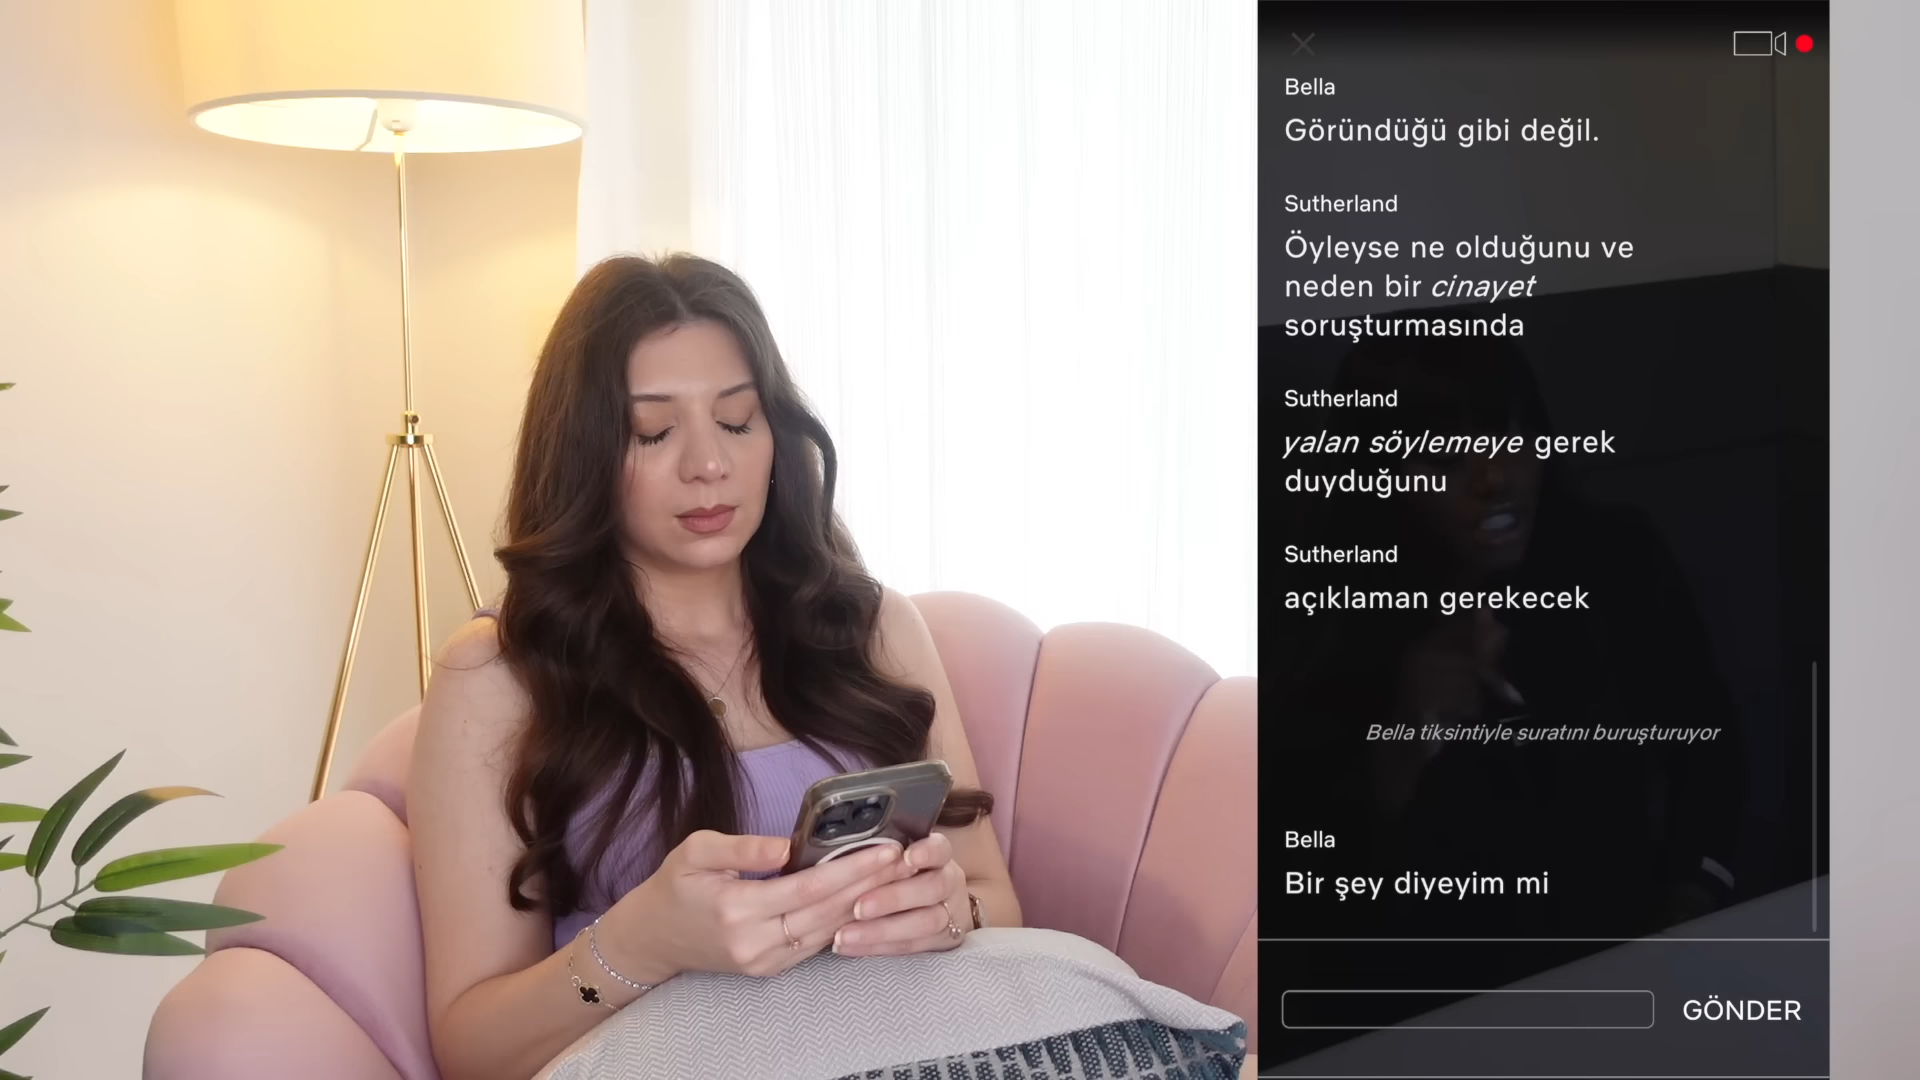 Bella
Göründüğü gibi değil.
Sutherland
Öyleyse ne olduğunu ve
neden bir cinayet
soruşturmasında
Sutherland
yalan söylemeye gerek
duyduğunu
Sutherland
açıklaman gerekecek
Bella tiksintiyle suratını buruşturuyor
Bella
Bir şey diyeyim mi
GÖNDER